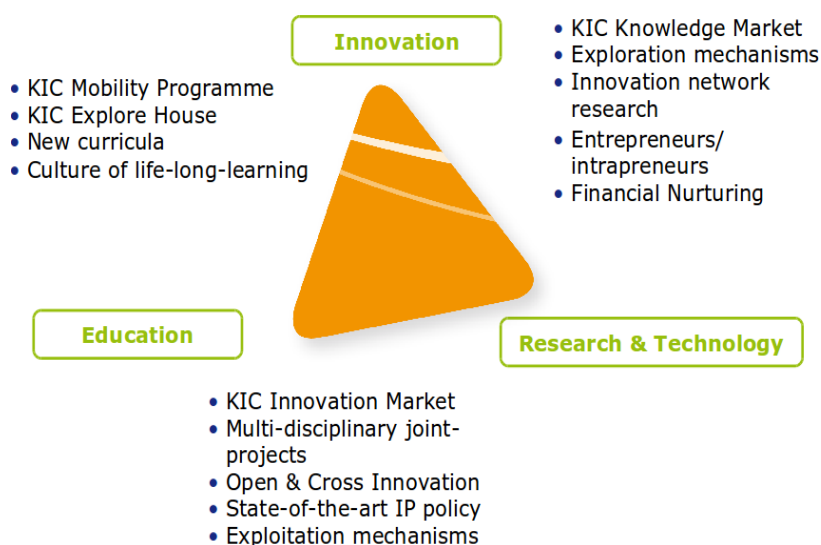 Innovation
• KIC Knowledge Market
• Exploration mechanisms
• Innovation network
research
• Entrepreneurs/
intrapreneurs
• Financial Nurturing
• KIC Mobility Programme
• KIC Explore House
• New curricula
• Culture of life-long-learning
Education
Research & Technology
• KIC Innovation Market
• Multi-disciplinary joint-
projects
• Open & Cross Innovation
• State-of-the-art IP policy
• Exploitation mechanisms